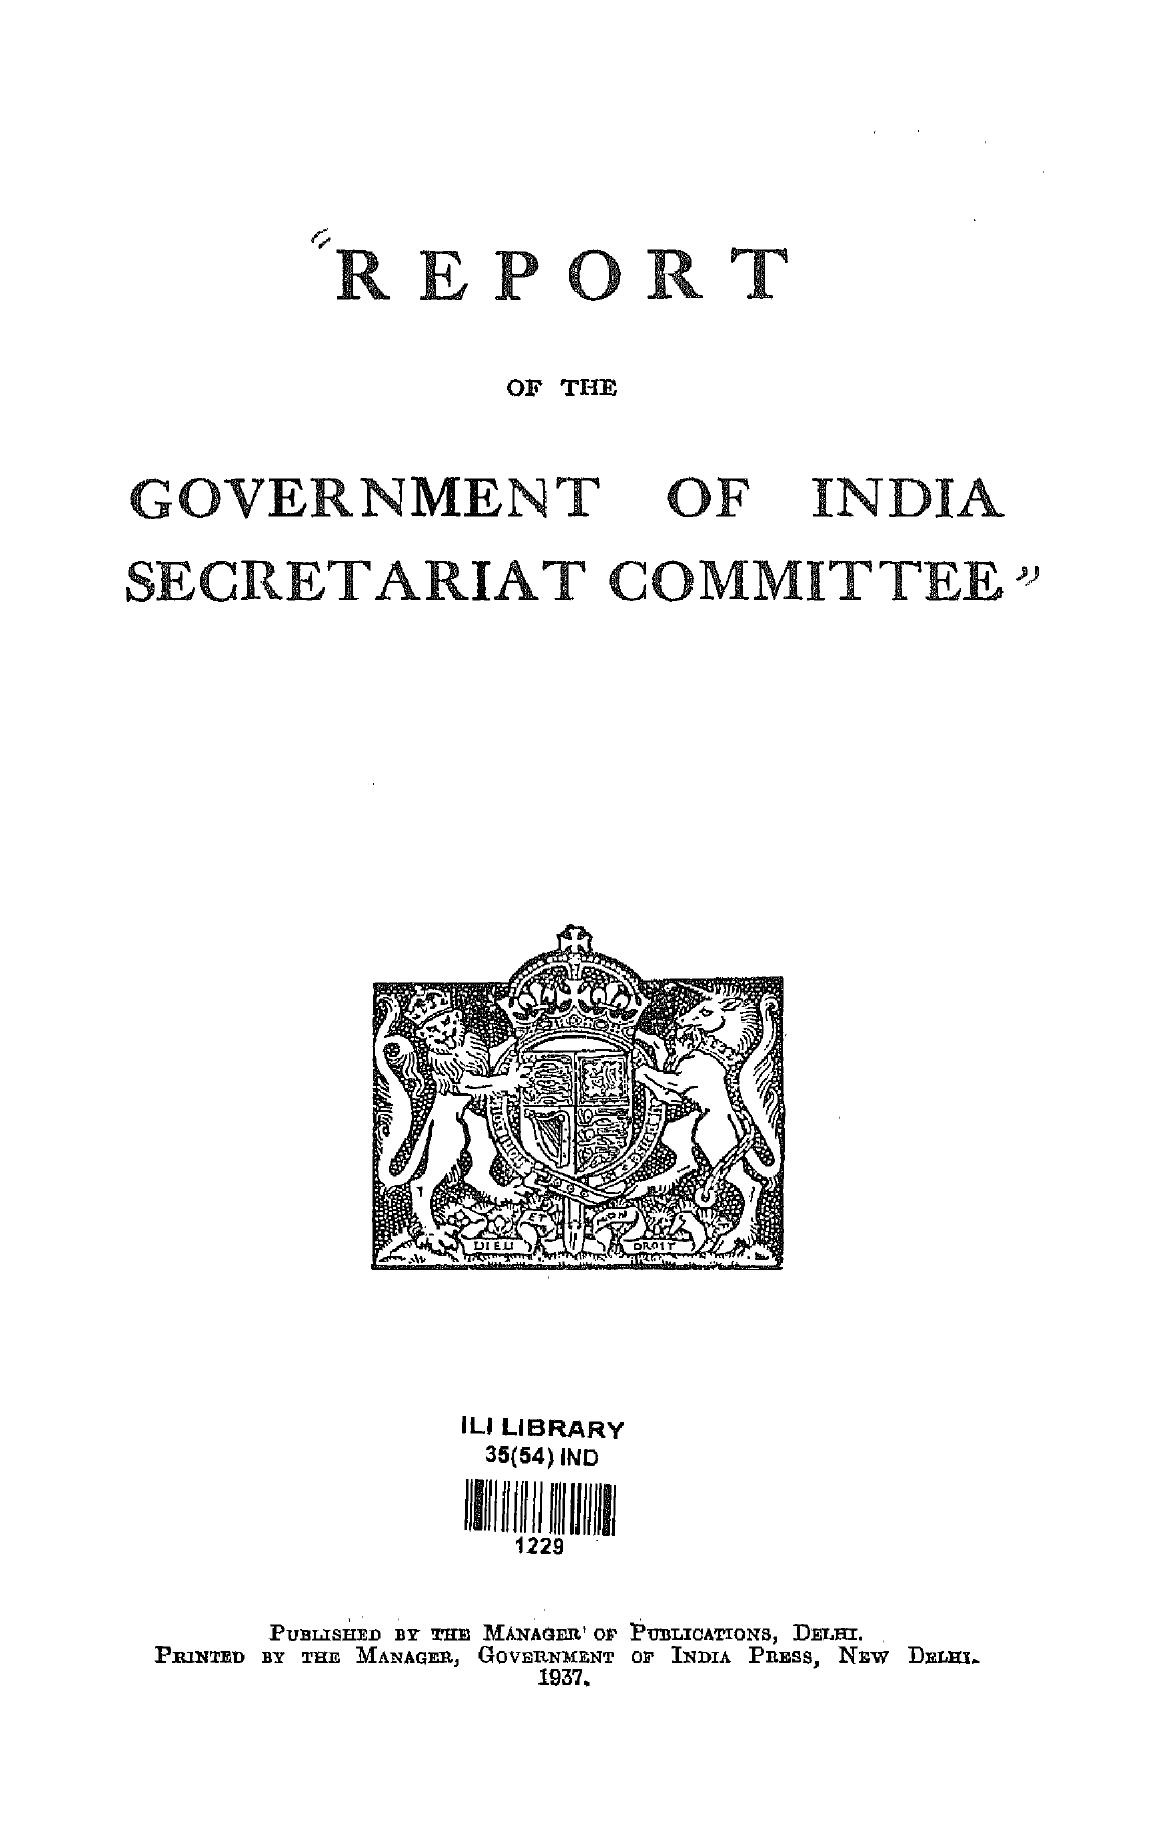 "REPORT
OF THE
GOVERNMENT OF INDIA
SECRETARIAT COMMITTEE"
ET ON
DIEU DROIT
ILI LIBRARY
35(54) IND
1229
PUBLISHED BY THE MANAGER OF PUBLICATIONS, DELHI.
PRINTED BY THE MANAGER, GOVERNMENT OF INDIA PRESS, NEW DELHI.
1937.